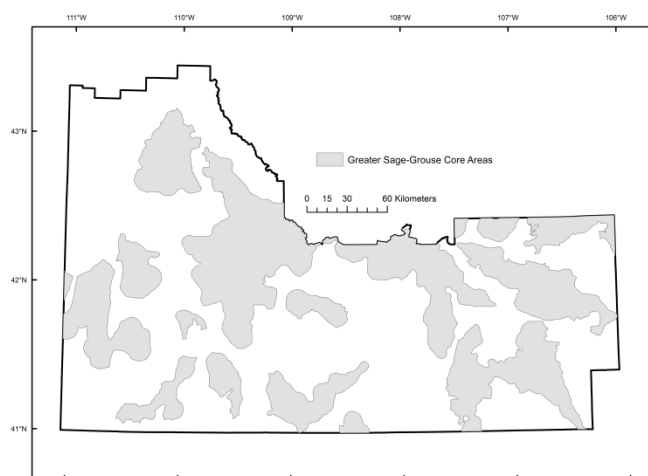 111°W 110°W 109°W 108°W 107°W 106°W
43°N
Greater Sage-Grouse Core Areas
0 15 30 60 Kilometers
42°N
41°N